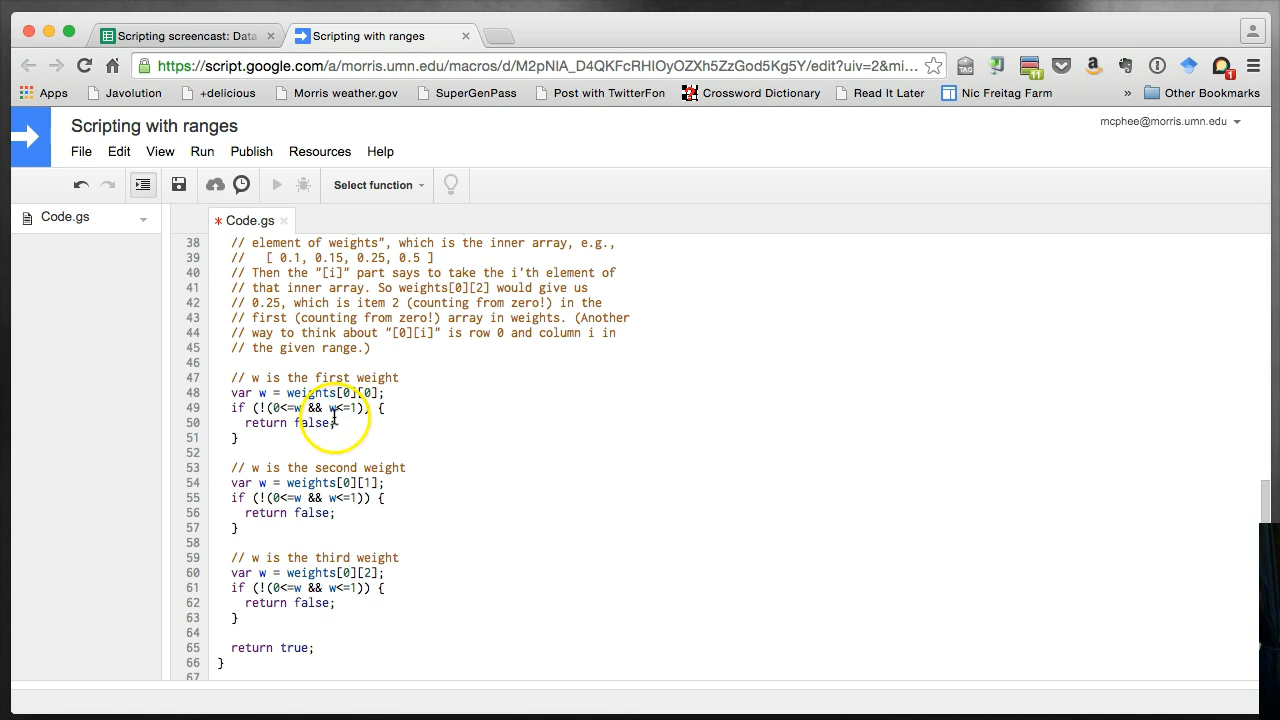 Scripting screencast: Data
Scripting with ranges
https://script.google.com/a/morris.umn.edu/macros/d/M2pNIA_D4QKFcRHIOyOZXh5ZzGod5Kg5Y/edit?uiv=2&mi...
Apps Javolution +delicious Morris weather.gov SuperGenPass Post with TwitterFon Crossword Dictionary Read It Later Nic Freitag Farm » Other Bookmarks
Scripting with ranges
mcphee@morris.umn.edu
File Edit View Run Publish Resources Help
Select function
Code.gs
* Code.gs
38 // element of weights", which is the inner array, e.g.,
39 // [ 0.1, 0.15, 0.25, 0.5 ]
40 // Then the "[i]" part says to take the i'th element of
41 // that inner array. So weights[0][2] would give us
42 // 0.25, which is item 2 (counting from zero!) in the
43 // first (counting from zero!) array in weights. (Another
44 // way to think about "[0][i]" is row 0 and column i in
45 // the given range.)
46
47 // w is the first weight
48 var w = weights[0][0];
49 if (!(0<=w && w<=1)) {
50 return false;
51 }
52
53 // w is the second weight
54 var w = weights[0][1];
55 if (!(0<=w && w<=1)) {
56 return false;
57 }
58
59 // w is the third weight
60 var w = weights[0][2];
61 if (!(0<=w && w<=1)) {
62 return false;
63 }
64
65 return true;
66 }
67